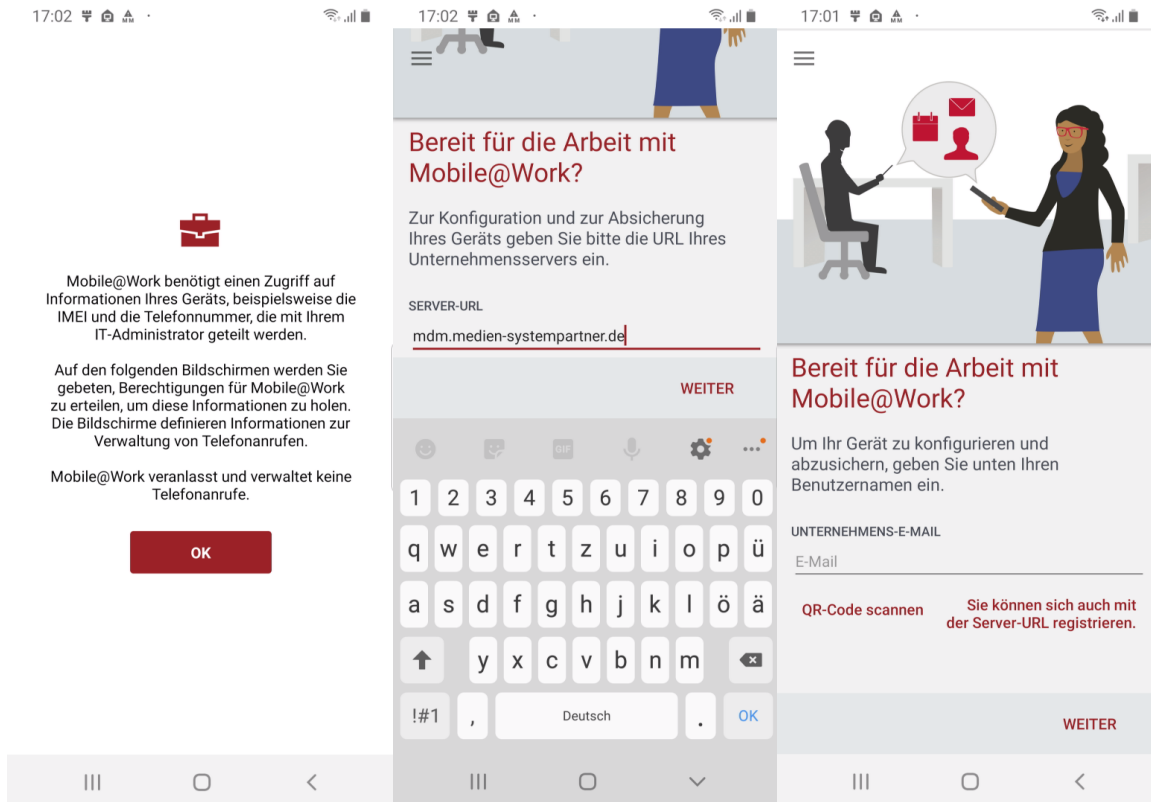 17:02
Mobile@Work benötigt einen Zugriff auf
Informationen Ihres Geräts, beispielsweise die
IMEI und die Telefonnummer, die mit Ihrem
IT-Administrator geteilt werden.
Auf den folgenden Bildschirmen werden Sie
gebeten, Berechtigungen für Mobile@Work
zu erteilen, um diese Informationen zu holen.
Die Bildschirme definieren Informationen zur
Verwaltung von Telefonanrufen.
Mobile@Work veranlasst und verwaltet keine
Telefonanrufe.
OK
17:02
Bereit für die Arbeit mit
Mobile@Work?
Zur Konfiguration und zur Absicherung
Ihres Geräts geben Sie bitte die URL Ihres
Unternehmensservers ein.
SERVER-URL
mdm.medien-systempartner.de
WEITER
GIF
1 2 3 4 5 6 7 8 9 0
q w e r t z u i o p ü
a s d f g h j k l ö ä
y x c v b n m
!#1 , Deutsch . OK
17:01
Bereit für die Arbeit mit
Mobile@Work?
Um Ihr Gerät zu konfigurieren und
abzusichern, geben Sie unten Ihren
Benutzernamen ein.
UNTERNEHMENS-E-MAIL
E-Mail
QR-Code scannen
Sie können sich auch mit
der Server-URL registrieren.
WEITER